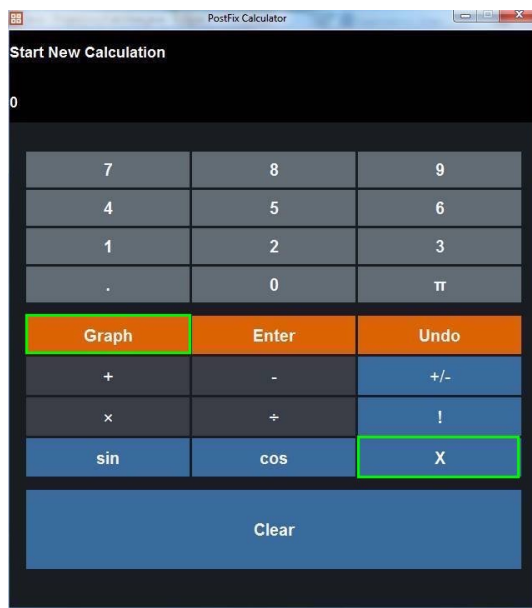 PostFix Calculator
Start New Calculation
0
7 8 9
4 5 6
1 2 3
. 0 π
Graph Enter Undo
+ - +/-
× ÷ !
sin cos X
Clear